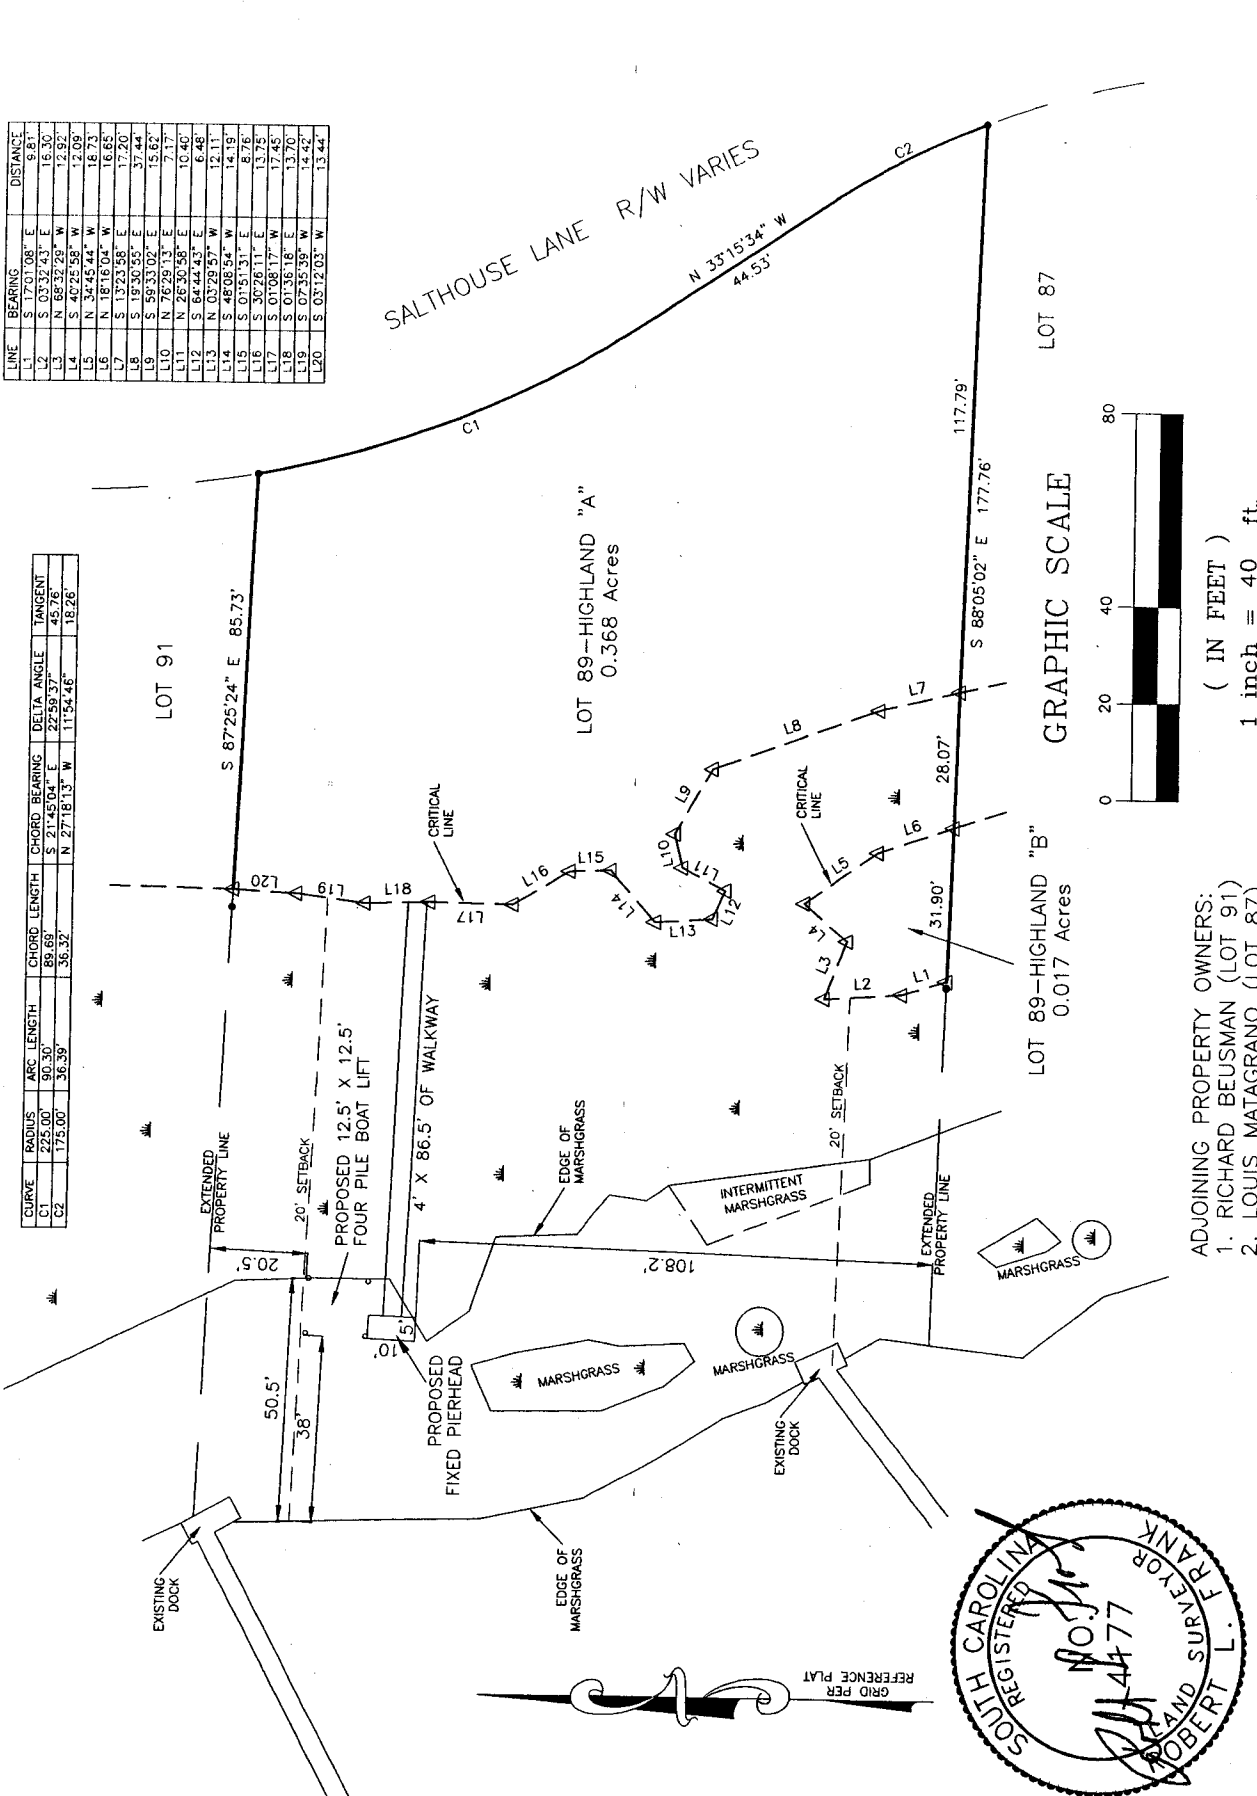 LINE BEARING DISTANCE
L1 S 17°01'08" E 9.81'
L2 S 03°32'43" E 16.30'
L3 N 68°32'29" W 12.92'
L4 S 40°25'58" W 12.09'
L5 N 34°45'44" W 18.73'
L6 N 18°16'04" W 16.65'
L7 S 13°23'58" E 17.20'
L8 S 19°30'55" E 37.44'
L9 S 59°33'02" E 15.62'
L10 N 76°29'13" E 7.17'
L11 N 26°30'58" E 10.40'
L12 S 64°44'43" E 6.48'
L13 N 03°29'57" W 12.11'
L14 S 48°08'54" W 14.19'
L15 S 01°51'31" E 8.76'
L16 S 30°26'11" E 13.75'
L17 S 01°08'17" W 17.45'
L18 S 01°36'18" E 13.70'
L19 S 07°35'39" W 14.42'
L20 S 03°12'03" W 13.44'
CURVE RADIUS ARC LENGTH CHORD LENGTH CHORD BEARING DELTA ANGLE TANGENT
C1 225.00' 90.30' 89.69' S 21°45'04" E 22°59'37" 45.76'
C2 175.00' 36.39' 36.32' N 27°18'13" W 11°54'46" 18.26'
SALTHOUSE LANE R/W VARIES
N 33°15'34" W
44.53'
C1
C2
LOT 91
S 87°25'24" E 85.73'
LOT 89-HIGHLAND "A"
0.368 Acres
LOT 87
117.79'
S 88°05'02" E 177.76'
28.07'
31.90'
L20
L19
L18
L17
L16
L15
L14
L13
L12
L11
L10
L9
L8
L7
L6
L5
L4
L3
L2
L1
CRITICAL
LINE
CRITICAL
LINE
LOT 89-HIGHLAND "B"
0.017 Acres
EXTENDED
PROPERTY LINE
20' SETBACK
PROPOSED 12.5' X 12.5'
FOUR PILE BOAT LIFT
4' X 86.5' OF WALKWAY
EDGE OF
MARSHGRASS
INTERMITTENT
MARSHGRASS
20' SETBACK
EXTENDED
PROPERTY LINE
20.5'
108.2'
50.5'
38'
10'
5'
PROPOSED
FIXED PIERHEAD
MARSHGRASS
MARSHGRASS
MARSHGRASS
EXISTING
DOCK
EXISTING
DOCK
EDGE OF
MARSHGRASS
GRID PER
REFERENCE PLAT
GRAPHIC SCALE
0 20 40 80
( IN FEET )
1 inch = 40 ft.
ADJOINING PROPERTY OWNERS:
1. RICHARD BEUSMAN (LOT 91)
2. LOUIS MATAGRANO (LOT 87)
SOUTH CAROLINA
REGISTERED
NO.
4477
LAND SURVEYOR
ROBERT L. FRANK